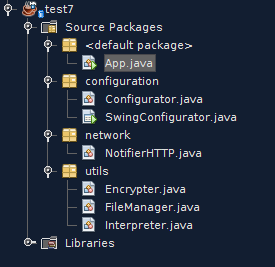 test7
Source Packages
<default package>
App.java
configuration
Configurator.java
SwingConfigurator.java
network
NotifierHTTP.java
utils
Encrypter.java
FileManager.java
Interpreter.java
Libraries